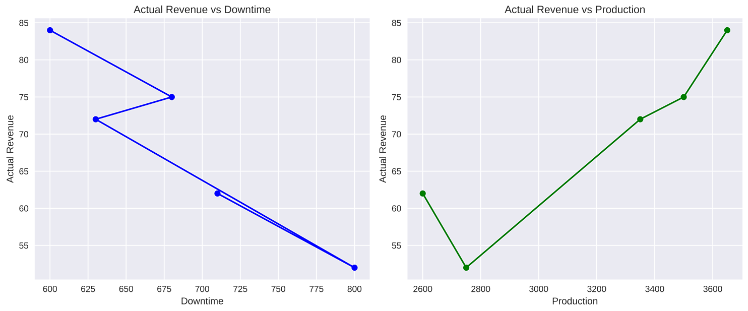 Actual Revenue vs Downtime
Actual Revenue
85
80
75
70
65
60
55
600 625 650 675 700 725 750 775 800
Downtime
Actual Revenue vs Production
Actual Revenue
85
80
75
70
65
60
55
2600 2800 3000 3200 3400 3600
Production